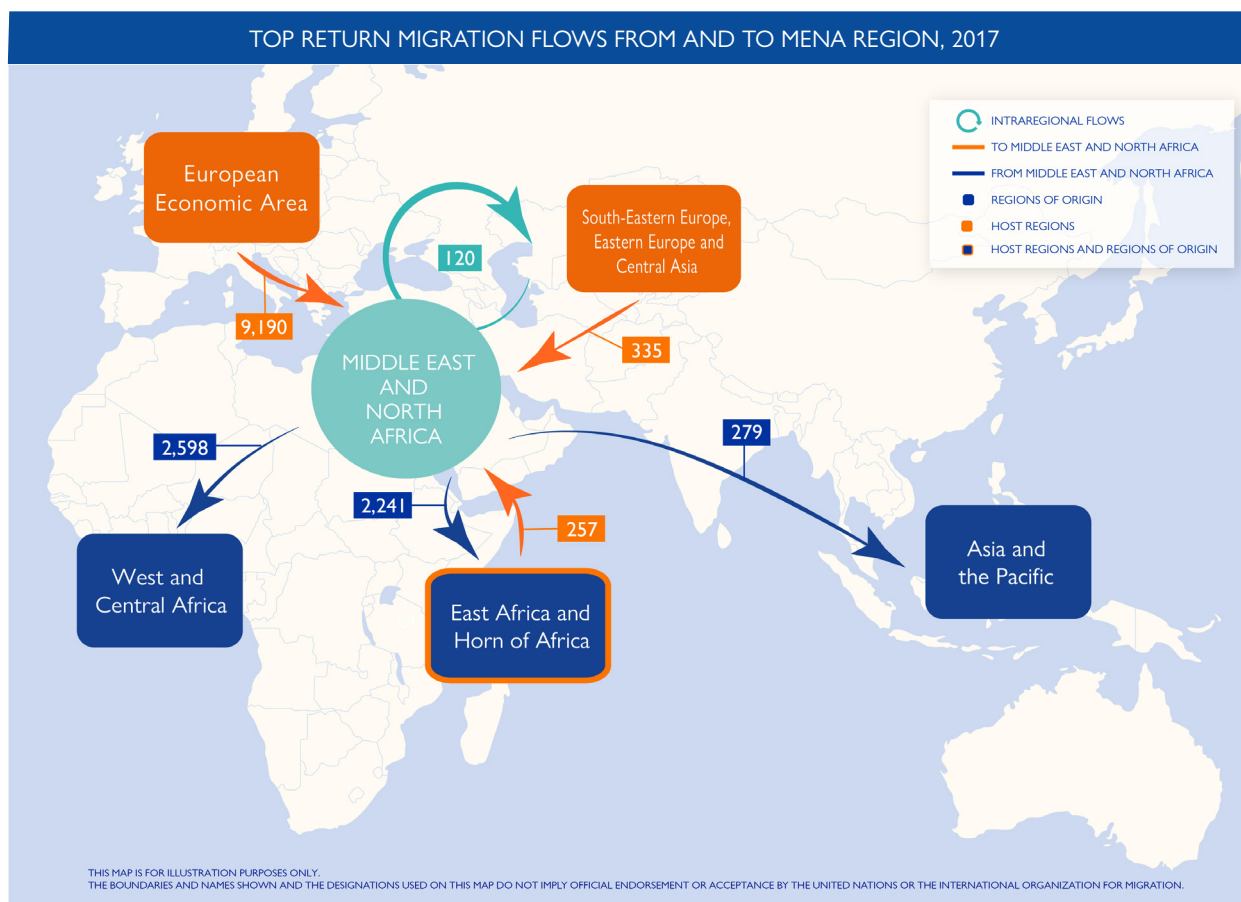 TOP RETURN MIGRATION FLOWS FROM AND TO MENA REGION, 2017
INTRAREGIONAL FLOWS
TO MIDDLE EAST AND NORTH AFRICA
FROM MIDDLE EAST AND NORTH AFRICA
REGIONS OF ORIGIN
HOST REGIONS
HOST REGIONS AND REGIONS OF ORIGIN
European
Economic Area
South-Eastern Europe,
Eastern Europe and
Central Asia
120
9,190
335
MIDDLE EAST
AND
NORTH
AFRICA
2,598
279
2,241
257
West and
Central Africa
East Africa and
Horn of Africa
Asia and
the Pacific
THIS MAP IS FOR ILLUSTRATION PURPOSES ONLY.
THE BOUNDARIES AND NAMES SHOWN AND THE DESIGNATIONS USED ON THIS MAP DO NOT IMPLY OFFICIAL ENDORSEMENT OR ACCEPTANCE BY THE UNITED NATIONS OR THE INTERNATIONAL ORGANIZATION FOR MIGRATION.